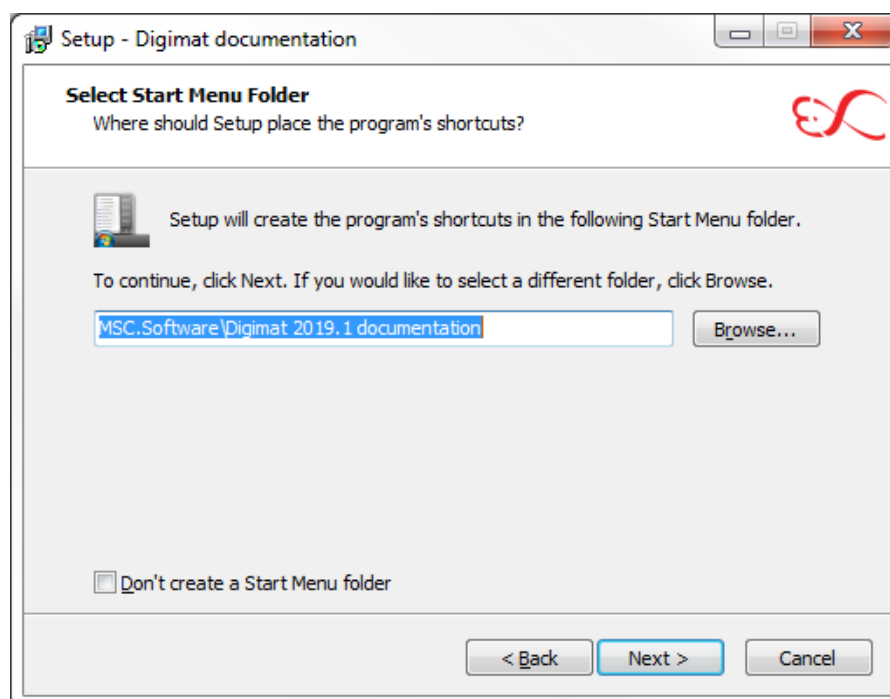 Setup - Digimat documentation
Select Start Menu Folder
Where should Setup place the program's shortcuts?
Setup will create the program's shortcuts in the following Start Menu folder.
To continue, click Next. If you would like to select a different folder, click Browse.
MSC.Software\Digimat 2019.1 documentation
Browse...
Don't create a Start Menu folder
< Back
Next >
Cancel